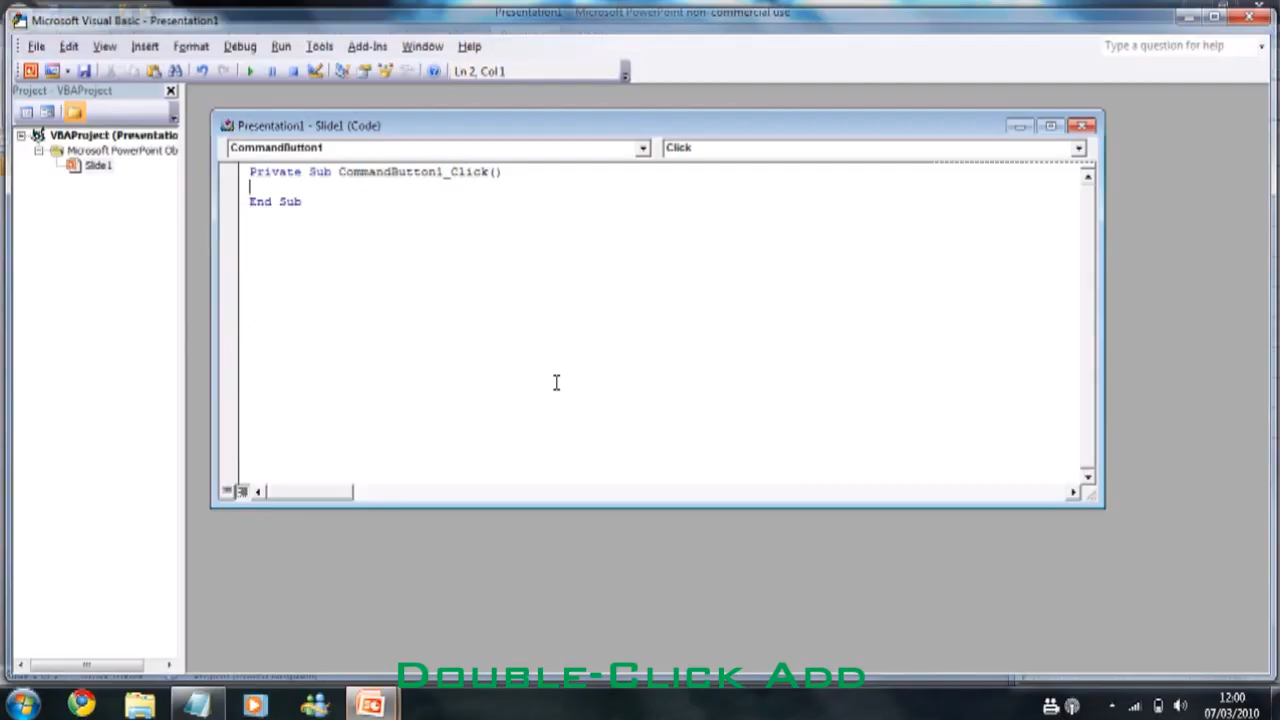 Presentation1 - Microsoft PowerPoint non-commercial use
Microsoft Visual Basic - Presentation1
File Edit View Insert Format Debug Run Tools Add-Ins Window Help
Type a question for help
Ln 2, Col 1
Project - VBAProject
Presentation1 - Slide1 (Code)
VBAProject (Presentatio
Microsoft PowerPoint Ob
Slide1
CommandButton1
Click
Private Sub CommandButton1_Click()
End Sub
Double-Click Add
12:00
07/03/2010